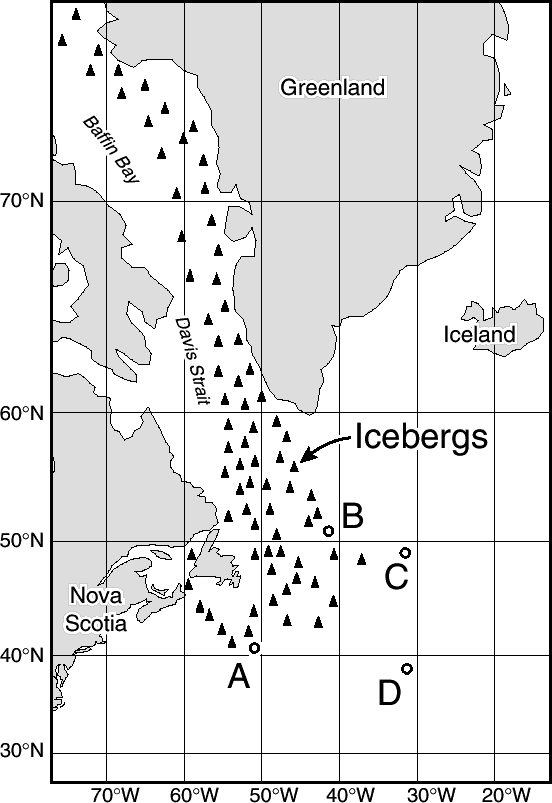 Greenland
Baffin Bay
70°N
Iceland
Davis Strait
60°N
Icebergs
B
50°N
C
Nova
Scotia
40°N
A
D
30°N
70°W 60°W 50°W 40°W 30°W 20°W